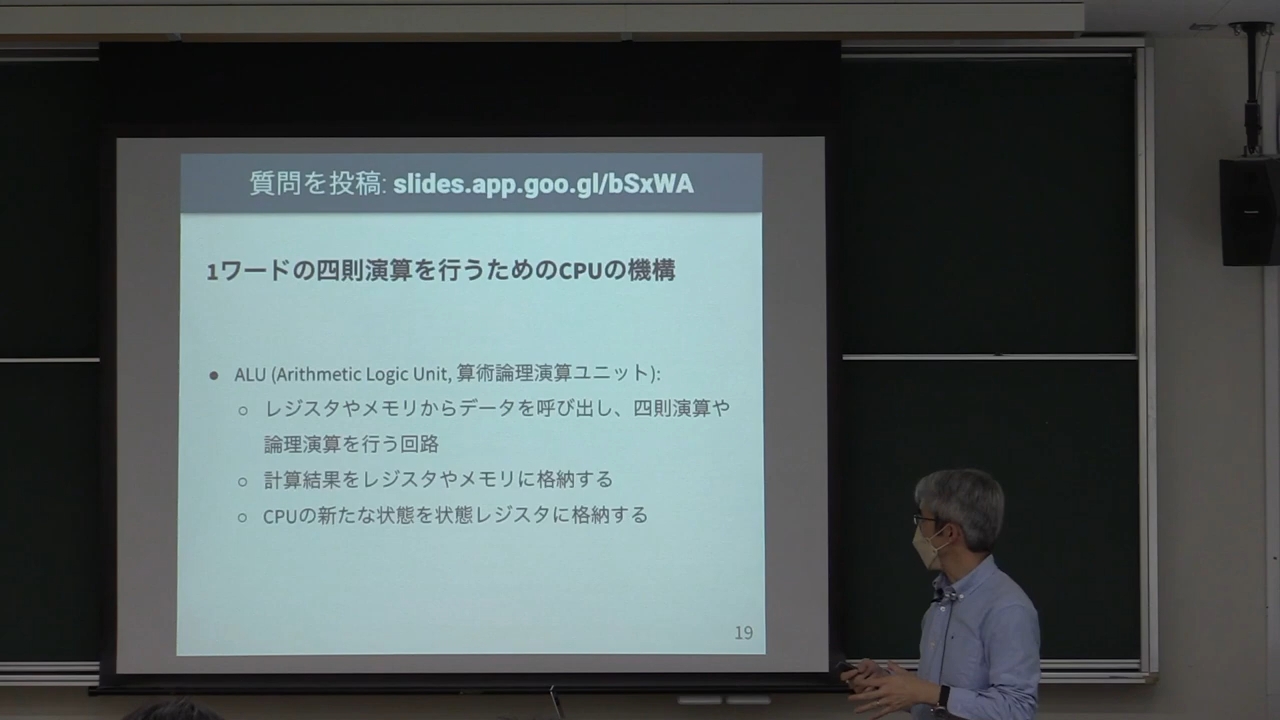 質問を投稿: slides.app.goo.gl/bSxWA
1ワードの四則演算を行うためのCPUの機構
● ALU (Arithmetic Logic Unit, 算術論理演算ユニット):
○ レジスタやメモリからデータを呼び出し、四則演算や
論理演算を行う回路
○ 計算結果をレジスタやメモリに格納する
○ CPUの新たな状態を状態レジスタに格納する
19